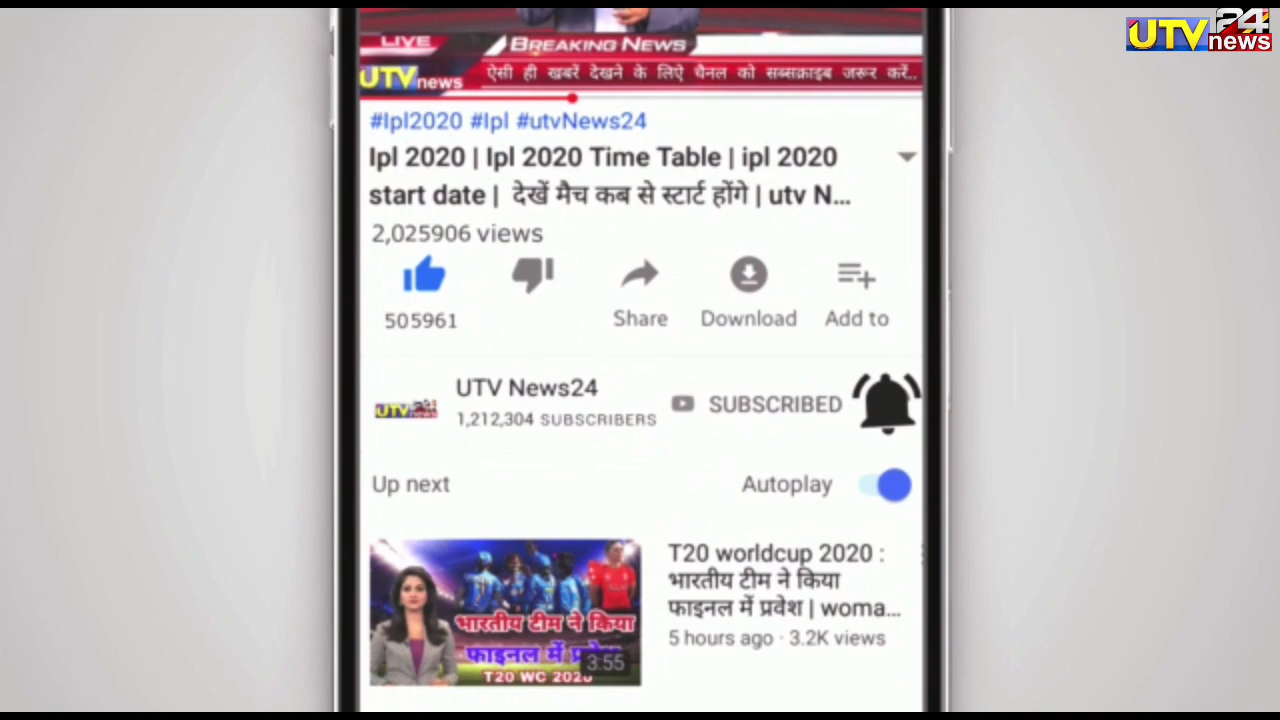 UTV 24 news
LIVE
BREAKING NEWS
UTV news
ऐसी ही खबरें देखने के लिऐ चैनल को सब्सक्राइब जरूर करें..
#Ipl2020 #Ipl #utvNews24
Ipl 2020 | Ipl 2020 Time Table | ipl 2020
start date | देखें मैच कब से स्टार्ट होंगे | utv N...
2,025906 views
505961
Share
Download
Add to
UTV News24
1,212,304 SUBSCRIBERS
SUBSCRIBED
Up next
Autoplay
भारतीय टीम ने किया
फाइनल में
3:55
T20 WC 2020
T20 worldcup 2020 :
भारतीय टीम ने किया
फाइनल में प्रवेश | woma...
5 hours ago · 3.2K views